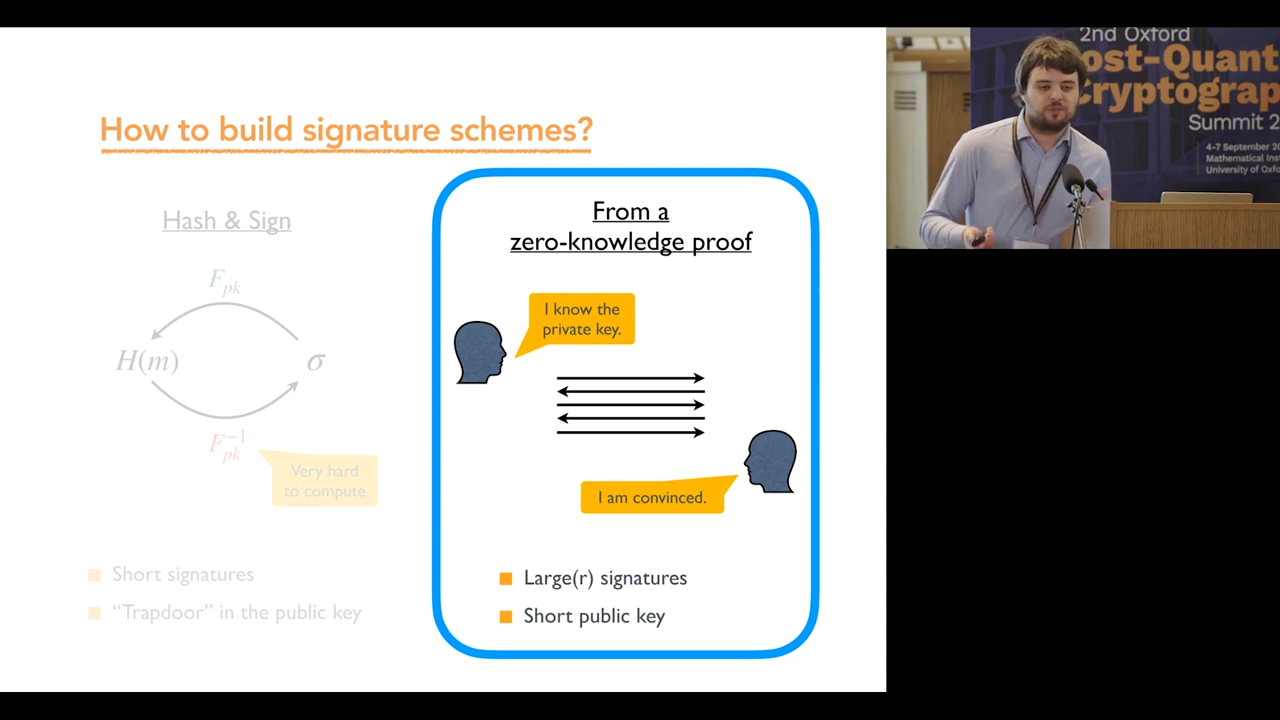 How to build signature schemes?
Hash & Sign
F_pk
H(m)
σ
F_pk^-1
Very hard
to compute
Short signatures
“Trapdoor” in the public key
From a
zero-knowledge proof
I know the
private key.
I am convinced.
Large(r) signatures
Short public key
2nd Oxford
ost-Quant
ryptograp
Summit 2
4-7 September 20
Mathematical Ins
University of Oxfo